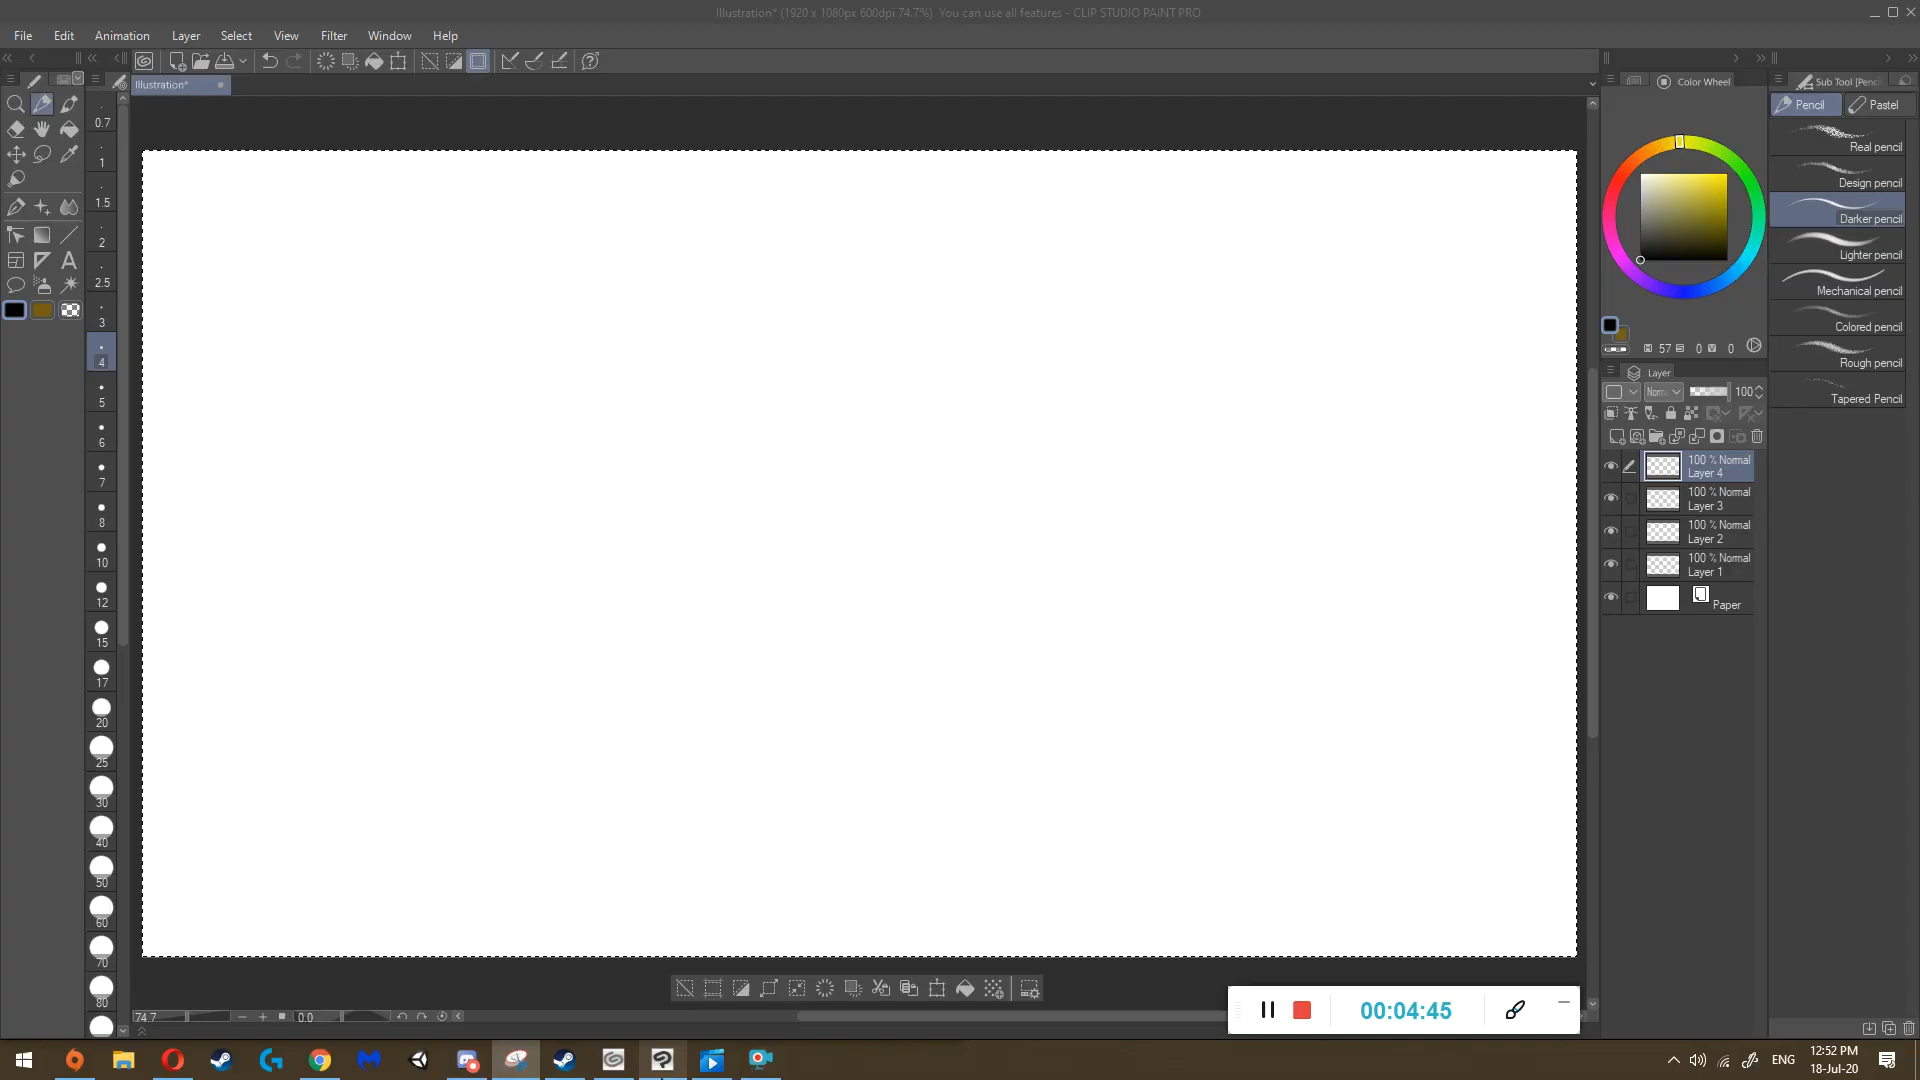 Illustration* (1920 x 1080px 600dpi 74.7%)  You can use all features - CLIP STUDIO PAINT PRO
File Edit Animation Layer Select View Filter Window Help
Illustration*
Color Wheel
Sub Tool [Penci
Pencil
Pastel
0.7
1
1.5
2
2.5
3
4
5
6
7
8
10
12
15
17
20
25
30
40
50
60
70
80
Real pencil
Design pencil
Darker pencil
Lighter pencil
Mechanical pencil
Colored pencil
Rough pencil
Tapered Pencil
H 57 S 0 V 0
Layer
Norm 100
100 % Normal
Layer 4
100 % Normal
Layer 3
100 % Normal
Layer 2
100 % Normal
Layer 1
Paper
74.7
0.0
00:04:45
ENG
12:52 PM
18-Jul-20